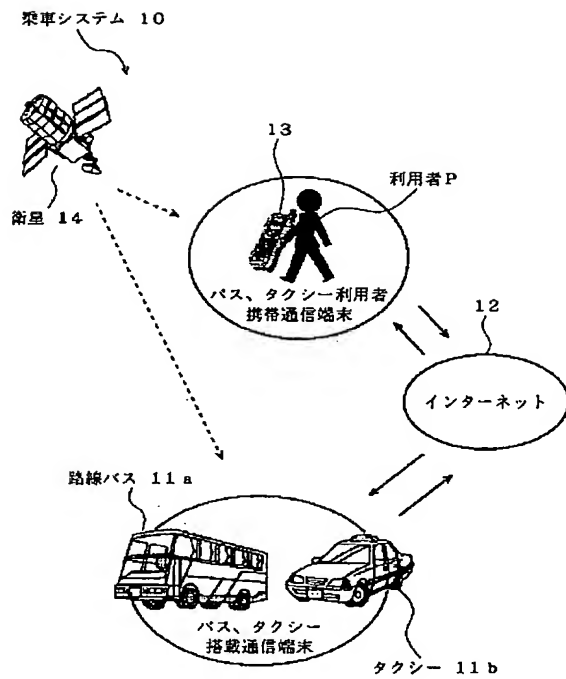 乗車システム 10
13
利用者P
衛星 14
バス、タクシー利用者
携帯通信端末
12
インターネット
路線バス 11a
バス、タクシー
搭載通信端末
タクシー 11b